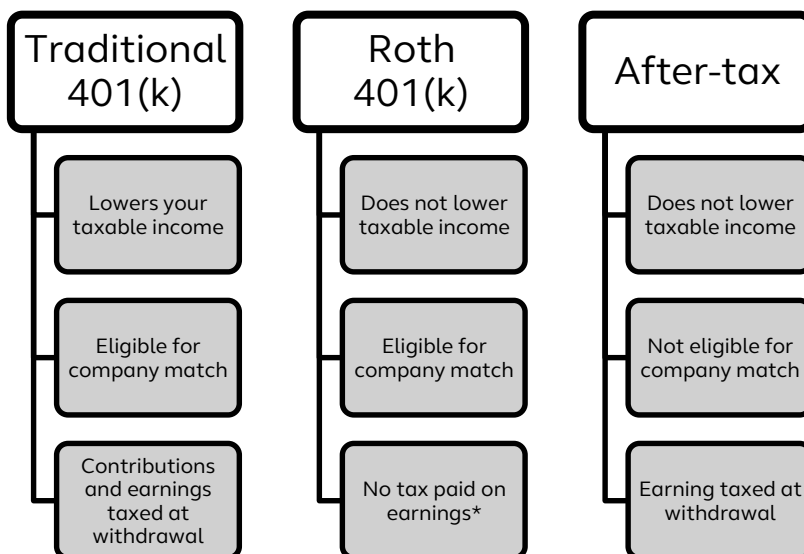 Traditional
401(k)
Lowers your
taxable income
Eligible for
company match
Contributions
and earnings
taxed at
withdrawal
Roth
401(k)
Does not lower
taxable income
Eligible for
company match
No tax paid on
earnings*
After-tax
Does not lower
taxable income
Not eligible for
company match
Earning taxed at
withdrawal